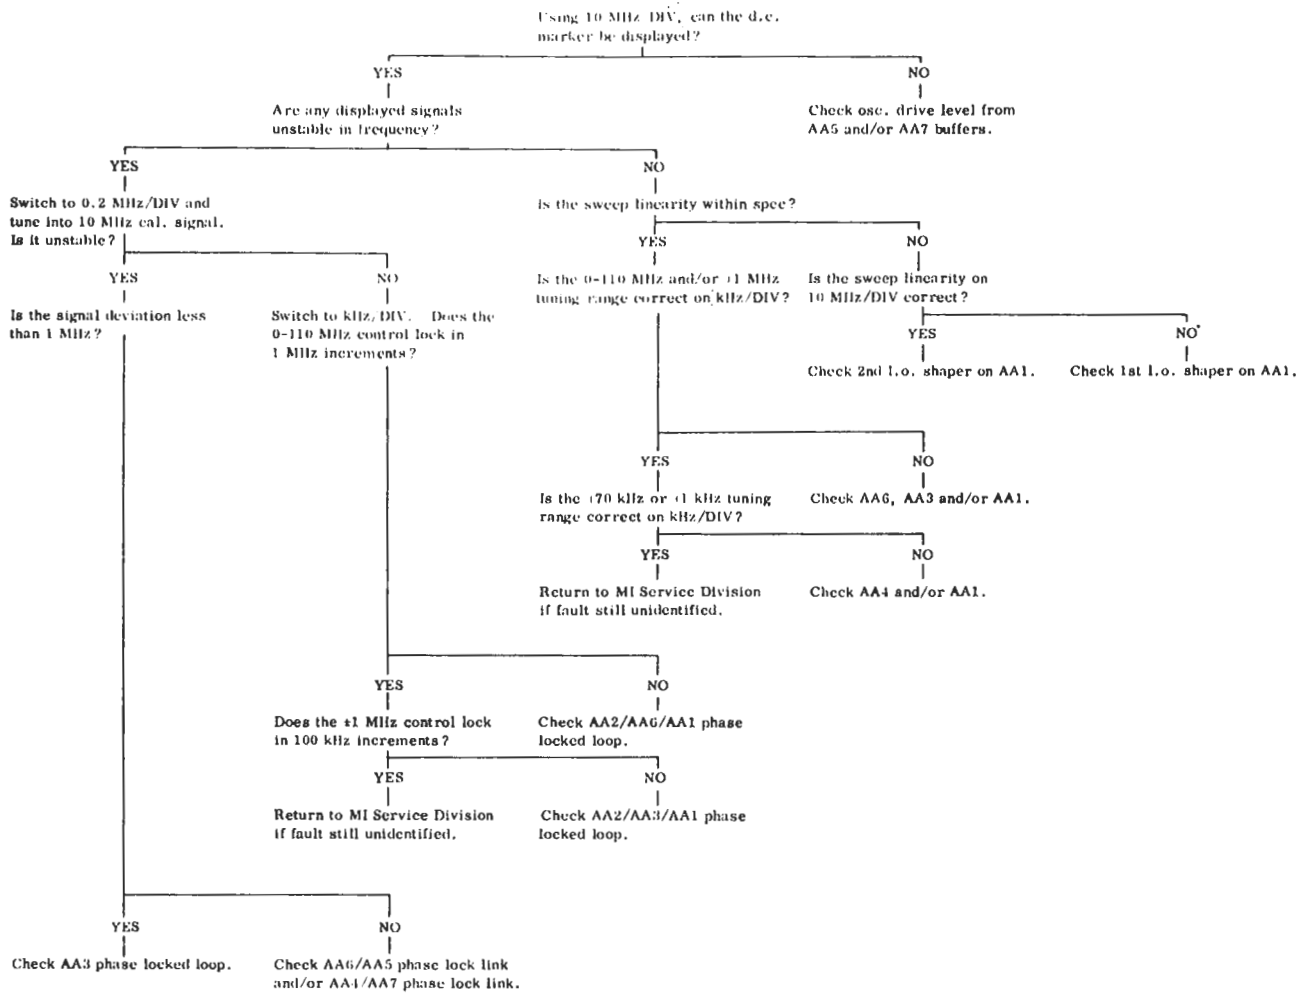 Using 10 MHz DIV, can the d.c.
marker be displayed?
YES
NO
Are any displayed signals
unstable in frequency?
Check osc. drive level from
AA5 and/or AA7 buffers.
YES
NO
Switch to 0.2 MHz/DIV and
tune into 10 MHz cal. signal.
Is it unstable?
Is the sweep linearity within spec?
YES
NO
YES
NO
Is the signal deviation less
than 1 MHz?
Switch to kHz/DIV. Does the
0-110 MHz control lock in
1 MHz increments?
Is the 0-110 MHz and/or ±1 MHz
tuning range correct on kHz/DIV?
Is the sweep linearity on
10 MHz/DIV correct?
YES
NO
Check 2nd l.o. shaper on AA1.
Check 1st l.o. shaper on AA1.
YES
NO
Is the ±70 kHz or ±1 kHz tuning
range correct on kHz/DIV?
Check AA6, AA3 and/or AA1.
YES
NO
Return to MI Service Division
if fault still unidentified.
Check AA4 and/or AA1.
YES
NO
Does the ±1 MHz control lock
in 100 kHz increments?
Check AA2/AA6/AA1 phase
locked loop.
YES
NO
Return to MI Service Division
if fault still unidentified.
Check AA2/AA3/AA1 phase
locked loop.
YES
NO
Check AA3 phase locked loop.
Check AA6/AA5 phase lock link
and/or AA4/AA7 phase lock link.